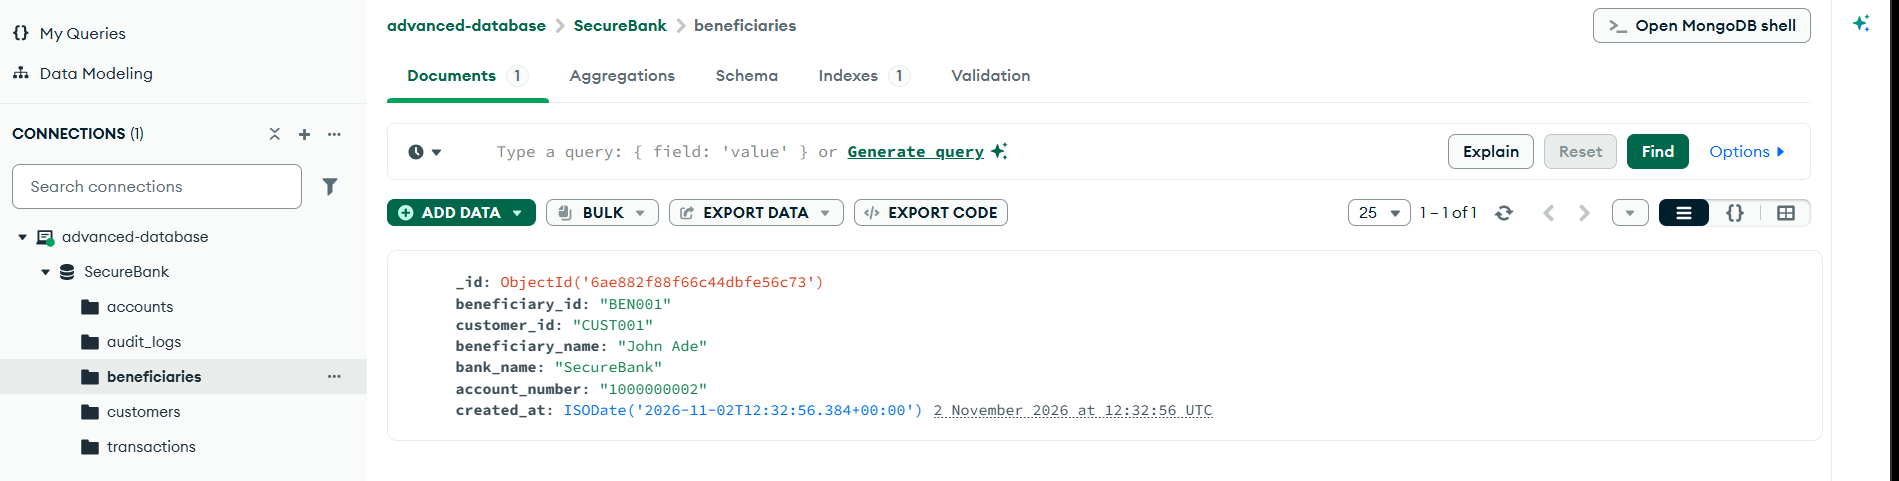 My Queries
Data Modeling
CONNECTIONS (1)
Search connections
advanced-database
SecureBank
accounts
audit_logs
beneficiaries
customers
transactions
advanced-database > SecureBank > beneficiaries
>_ Open MongoDB shell
Documents 1 Aggregations Schema Indexes 1 Validation
Type a query: { field: 'value' } or Generate query
Explain Reset Find Options
ADD DATA BULK EXPORT DATA </> EXPORT CODE
25 1 – 1 of 1 {}
_id: ObjectId('6ae882f88f66c44dbfe56c73')
beneficiary_id: "BEN001"
customer_id: "CUST001"
beneficiary_name: "John Ade"
bank_name: "SecureBank"
account_number: "1000000002"
created_at: ISODate('2026-11-02T12:32:56.384+00:00') 2 November 2026 at 12:32:56 UTC